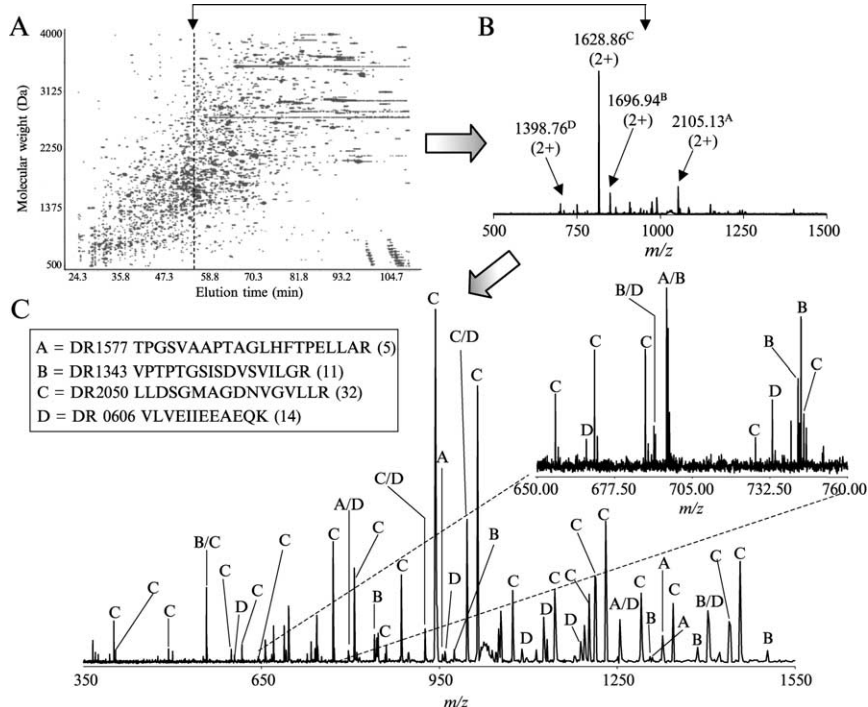 A
4000
3125
2250
1375
500
Molecular weight (Da)
24.3 35.8 47.3 58.8 70.3 81.8 93.2 104.7
Elution time (min)
B
1628.86C
(2+)
1696.94B
(2+)
1398.76D
(2+)
2105.13A
(2+)
500 750 1000 1250 1500
m/z
C
A = DR1577 TPGSVAAPTAGLHFTPELLAR (5)
B = DR1343 VPTPTGSISDVSVILGR (11)
C = DR2050 LLDSGMAGDNVGVLLR (32)
D = DR 0606 VLVEIIEEAEQK (14)
C
C
C
B/C
C
D
C
C
C
A/D
C
B
C
C
C/D
C
A
D
C/D
C
B
C
D
D
C
D
C
C
C
A/D
C
B
A
A
C
B
B/D
C
C
B
350 650 950 1250 1550
m/z
C
D
C
C
B/D
A/B
C
D
B
B
C
650.00 677.50 705.00 732.50 760.00
m/z